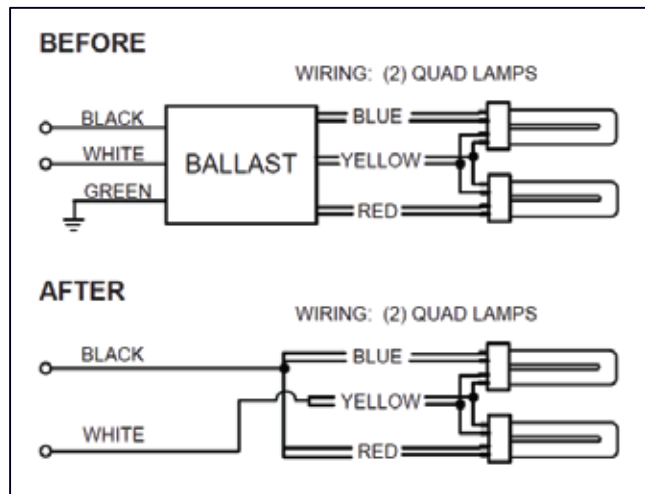 BEFORE
WIRING: (2) QUAD LAMPS
BLACK
BLUE
WHITE
BALLAST
YELLOW
GREEN
RED
AFTER
WIRING: (2) QUAD LAMPS
BLACK
BLUE
YELLOW
WHITE
RED